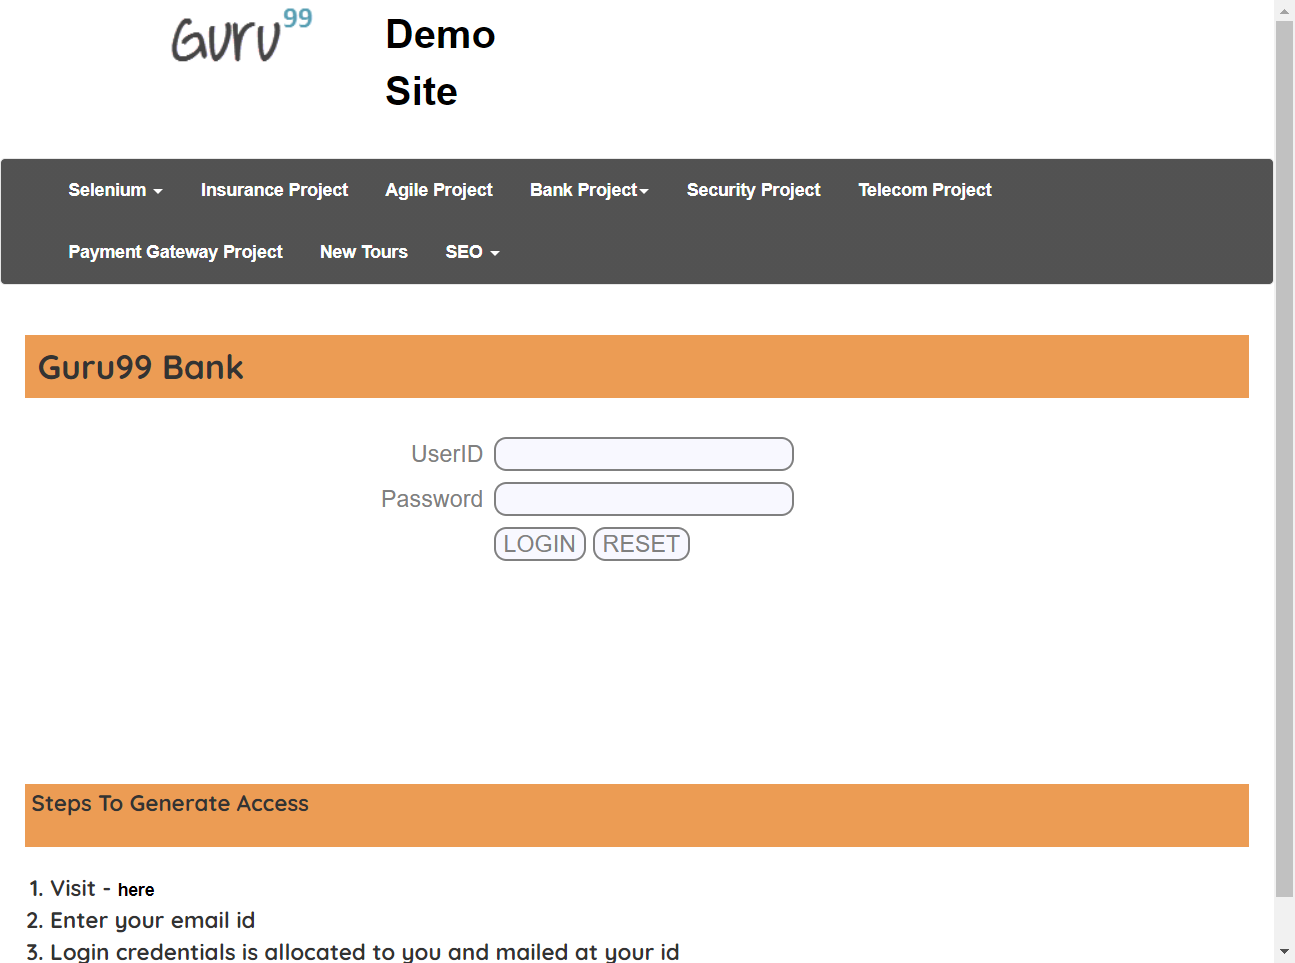 Guru99
Demo
Site
Selenium Insurance Project Agile Project Bank Project Security Project Telecom Project
Payment Gateway Project New Tours SEO
Guru99 Bank
UserID
Password
LOGIN RESET
Steps To Generate Access
1. Visit - here
2. Enter your email id
3. Login credentials is allocated to you and mailed at your id